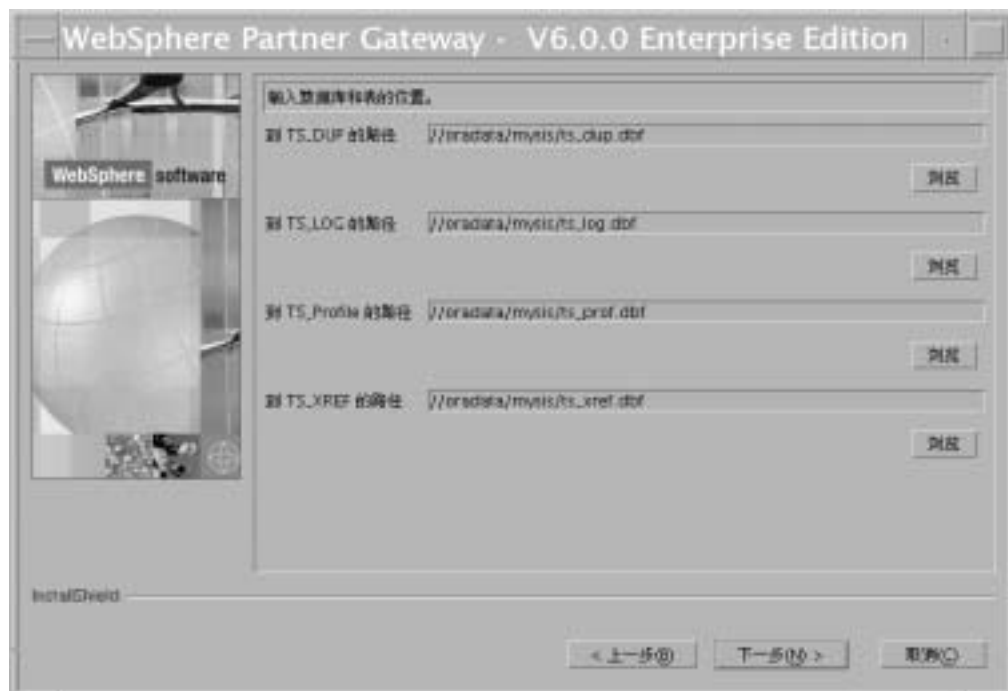 WebSphere Partner Gateway - V6.0.0 Enterprise Edition
输入数据库和表的位置。
到 TS_DUP 的路径 //oradata/mysis/ts_dup.dbf
浏览
WebSphere software
到 TS_LOG 的路径 //oradata/mysis/ts_log.dbf
浏览
到 TS_Profile 的路径 //oradata/mysis/ts_prof.dbf
浏览
到 TS_XREF 的路径 //oradata/mysis/ts_xref.dbf
浏览
InstallShield
< 上一步(B) 下一步(N) > 取消(C)